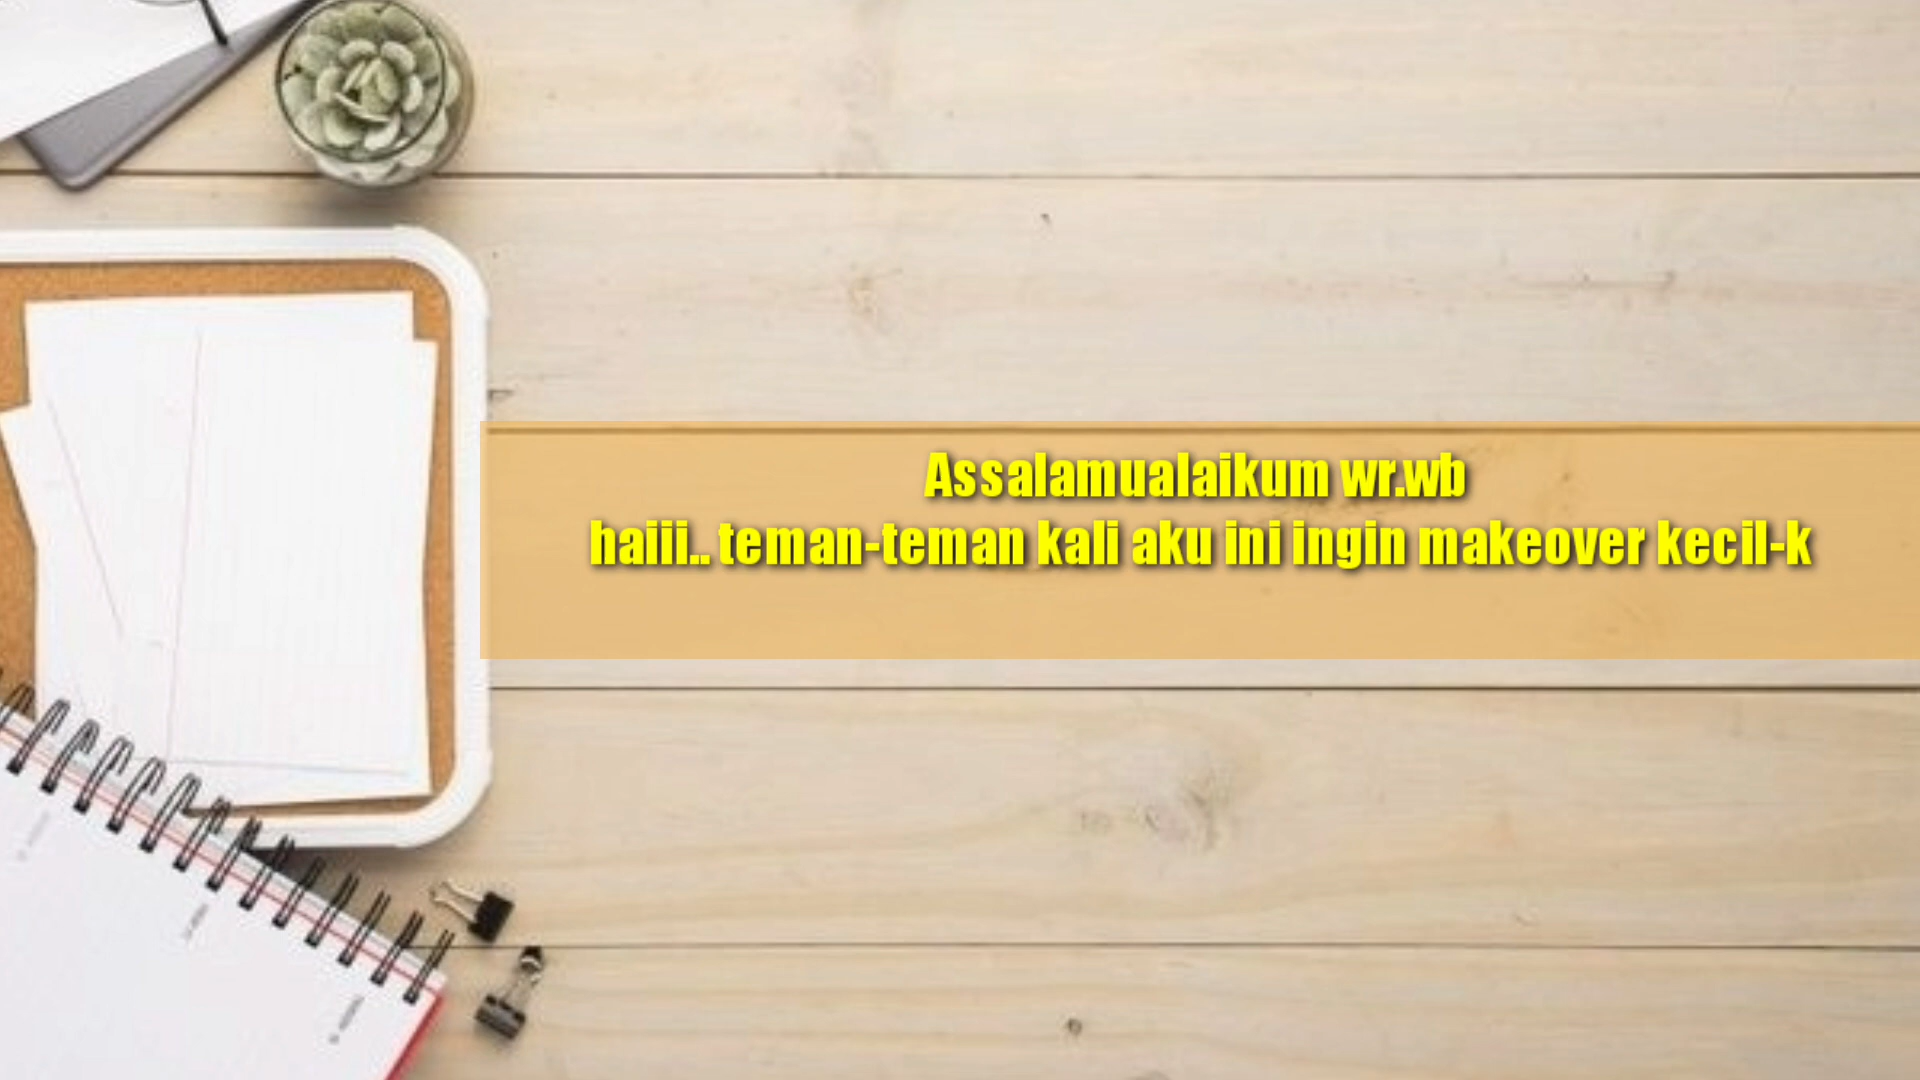 Assalamualaikum wr.wb
haiii.. teman-teman kali aku ini ingin makeover kecil-k